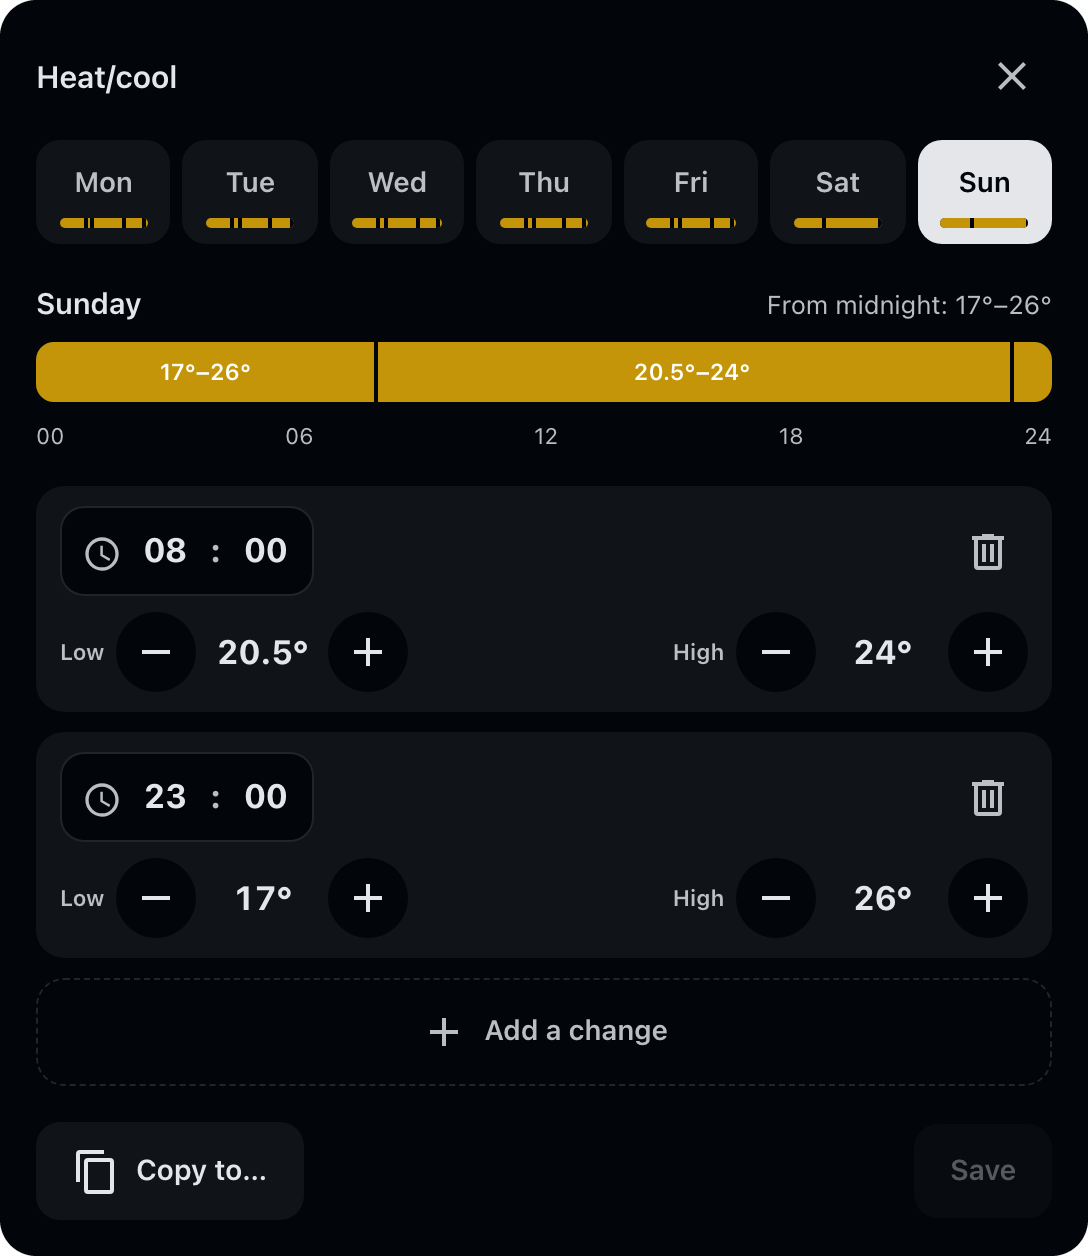 Heat/cool
Mon Tue Wed Thu Fri Sat Sun
Sunday From midnight: 17°–26°
17°–26° 20.5°–24°
00 06 12 18 24
08 : 00
Low 20.5° High 24°
23 : 00
Low 17° High 26°
Add a change
Copy to... Save